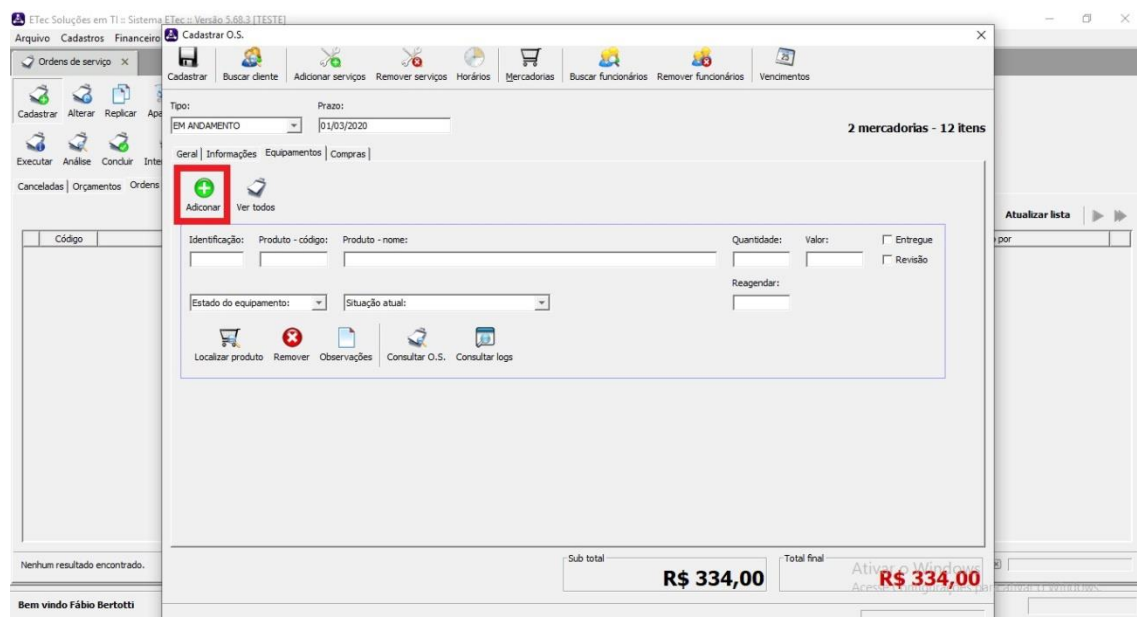 ETec Soluções em TI :: Sistema ETec :: Versão 5.68.3 [TESTE]
Arquivo Cadastros Financeiro
Ordens de serviço X
Cadastrar Alterar Replicar
Executar Análise Concluir
Canceladas Orçamentos Ordens
Código
Nenhum resultado encontrado.
Bem vindo Fábio Bertotti
Cadastrar O.S.
Cadastrar Buscar cliente Adicionar serviços Remover serviços Horários Mercadorias Buscar funcionários Remover funcionários Vencimentos
Tipo: Prazo:
EM ANDAMENTO 01/03/2020
2 mercadorias - 12 itens
Geral Informações Equipamentos Compras
Adiconar Ver todos
Identificação: Produto - código: Produto - nome: Quantidade: Valor: Entregue
Revisão
Reagendar:
Estado do equipamento: Situação atual:
Localizar produto Remover Observações Consultar O.S. Consultar logs
Sub total Total final
R$ 334,00 R$ 334,00
Atualizar lista
por
Ativar o Windows